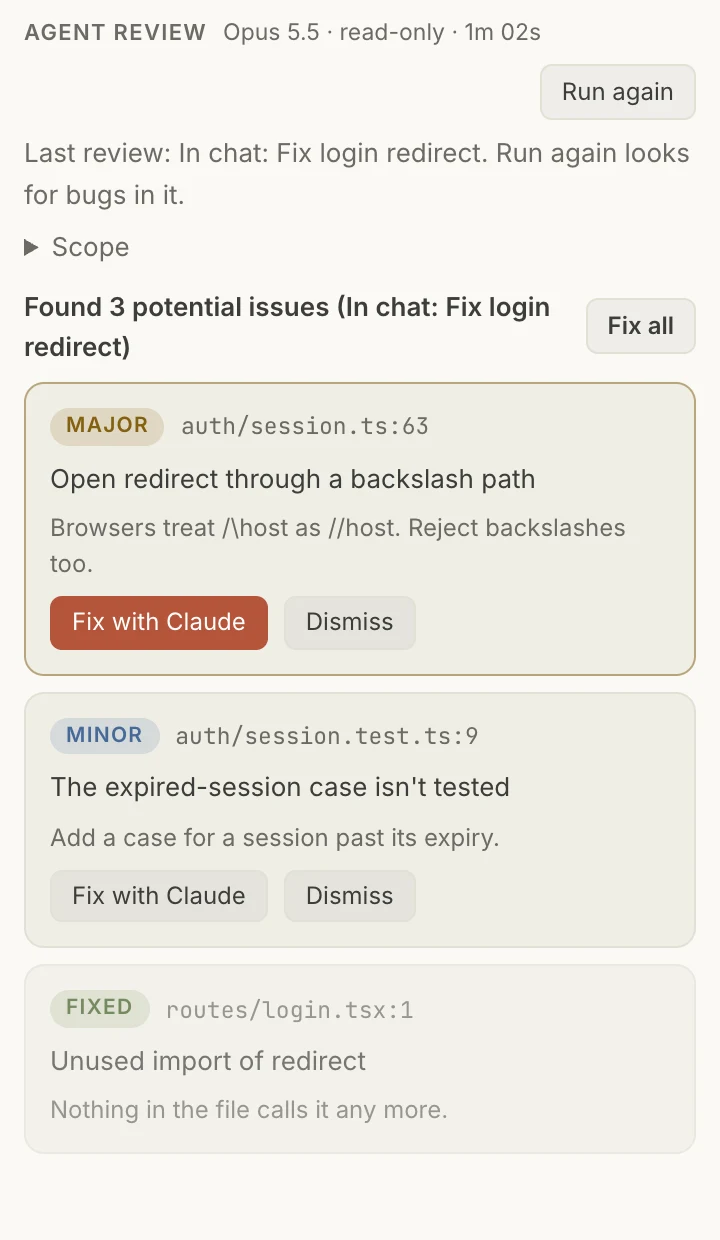 AGENT REVIEW Opus 5.5 · read-only · 1m 02s
Run again
Last review: In chat: Fix login redirect. Run again looks
for bugs in it.
▶ Scope
Found 3 potential issues (In chat: Fix login
redirect)
Fix all
MAJOR auth/session.ts:63
Open redirect through a backslash path
Browsers treat /\host as //host. Reject backslashes
too.
Fix with Claude Dismiss
MINOR auth/session.test.ts:9
The expired-session case isn't tested
Add a case for a session past its expiry.
Fix with Claude Dismiss
FIXED routes/login.tsx:1
Unused import of redirect
Nothing in the file calls it any more.